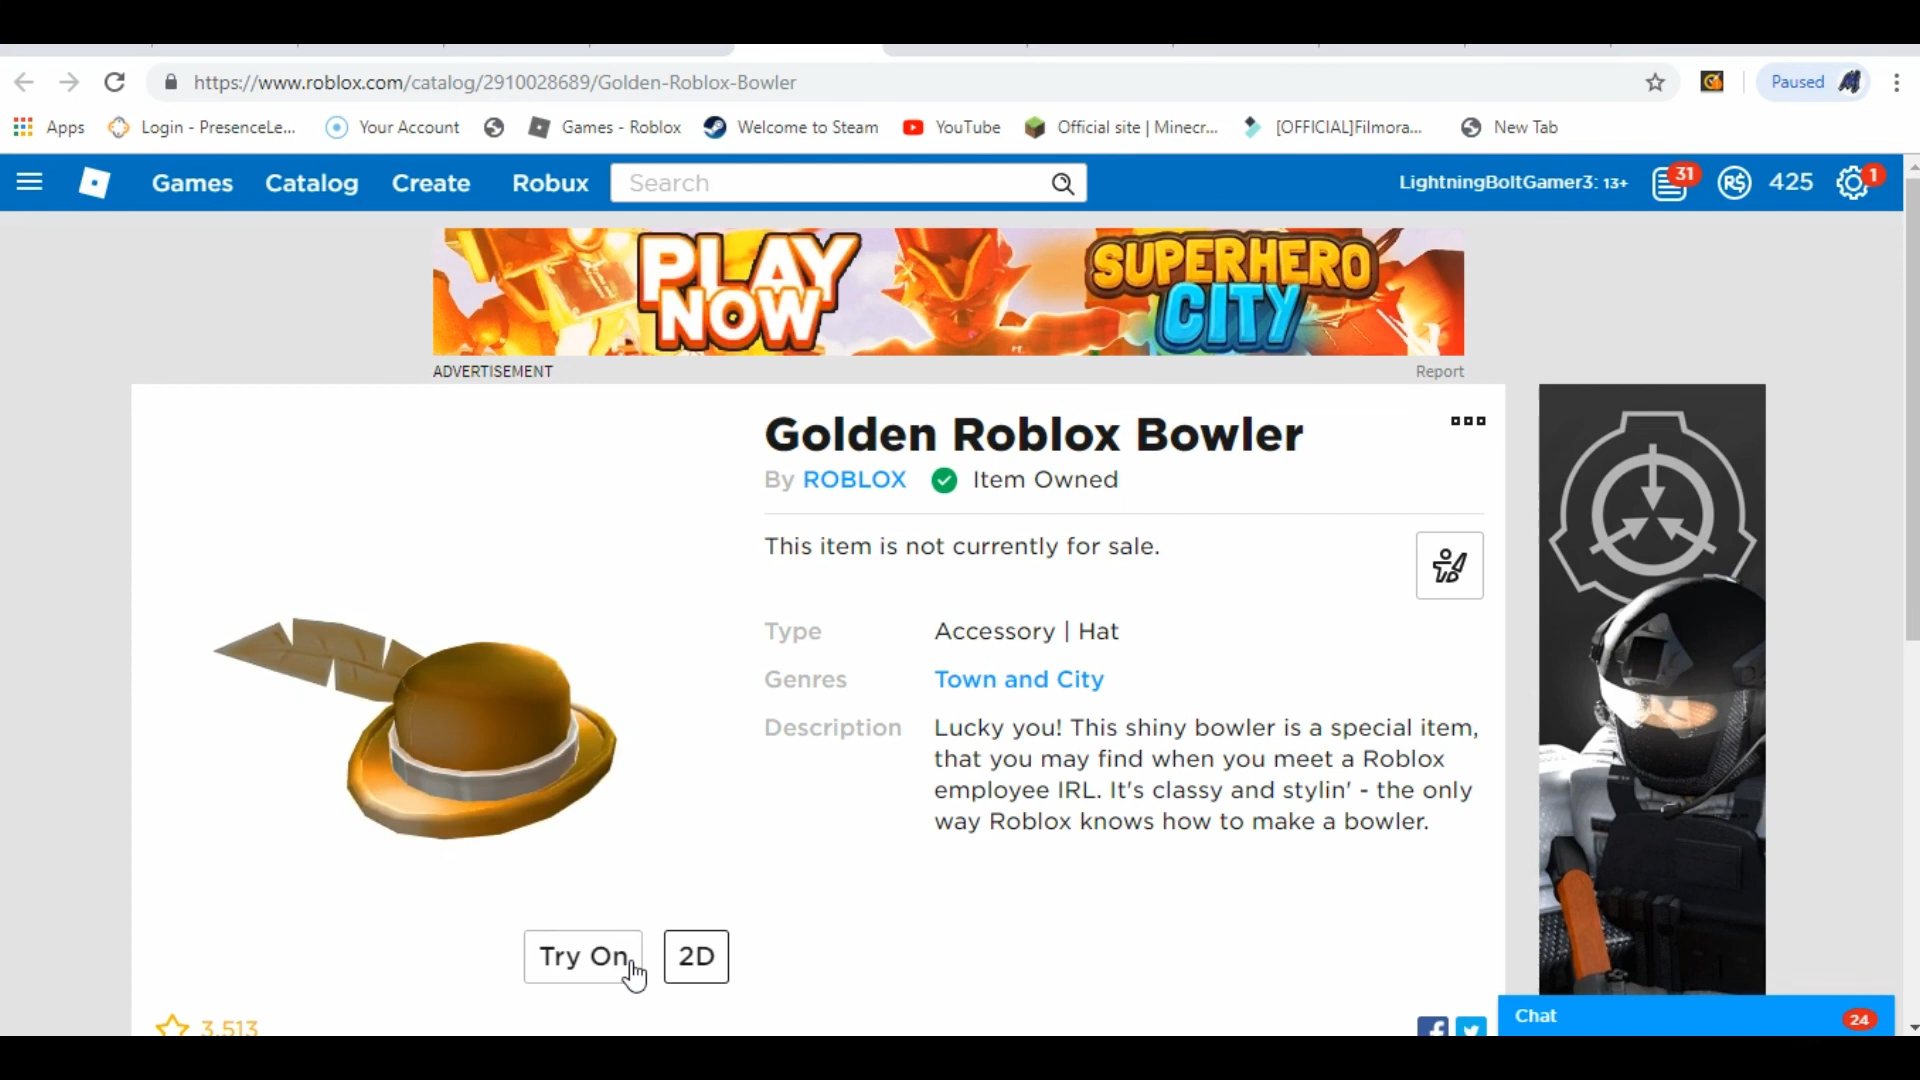 https://www.roblox.com/catalog/2910028689/Golden-Roblox-Bowler
Paused
Apps
Login - PresenceLe...
Your Account
Games - Roblox
Welcome to Steam
YouTube
Official site | Minecr...
[OFFICIAL]Filmora...
New Tab
Games
Catalog
Create
Robux
Search
LightningBoltGamer3: 13+
31
R$
425
1
PLAY
NOW
SUPERHERO
CITY
ADVERTISEMENT
Report
Golden Roblox Bowler
By ROBLOX
Item Owned
This item is not currently for sale.
Type
Accessory | Hat
Genres
Town and City
Description
Lucky you! This shiny bowler is a special item,
that you may find when you meet a Roblox
employee IRL. It's classy and stylin' - the only
way Roblox knows how to make a bowler.
Try On
2D
3,513
Chat
24